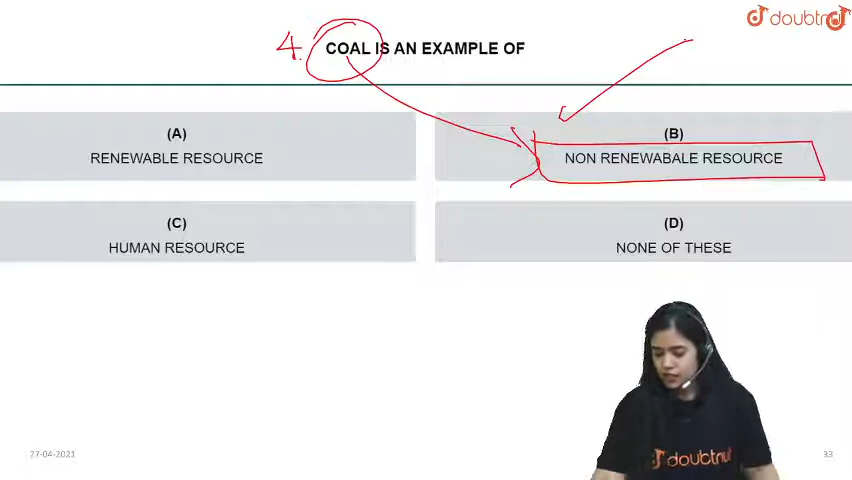 doubtnut
4. COAL IS AN EXAMPLE OF
(A)
RENEWABLE RESOURCE
(B)
NON RENEWABALE RESOURCE
(C)
HUMAN RESOURCE
(D)
NONE OF THESE
doubtnut
27-04-2021
33